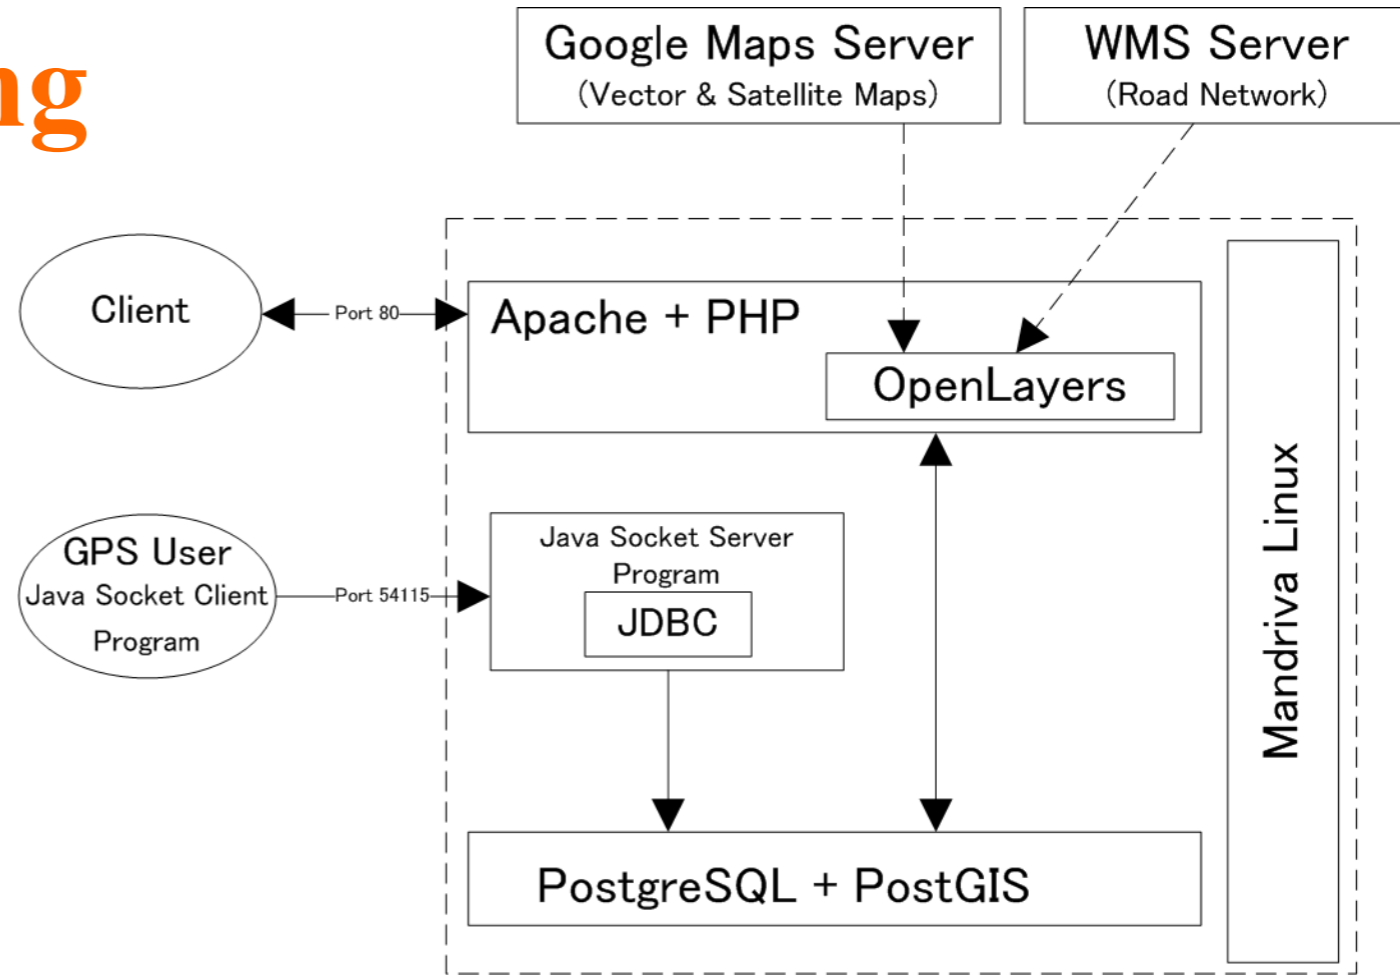 ng
Google Maps Server
(Vector & Satellite Maps)
WMS Server
(Road Network)
Client
Port 80
Apache + PHP
OpenLayers
GPS User
Java Socket Client
Program
Port 54115
Java Socket Server
Program
JDBC
PostgreSQL + PostGIS
Mandriva Linux